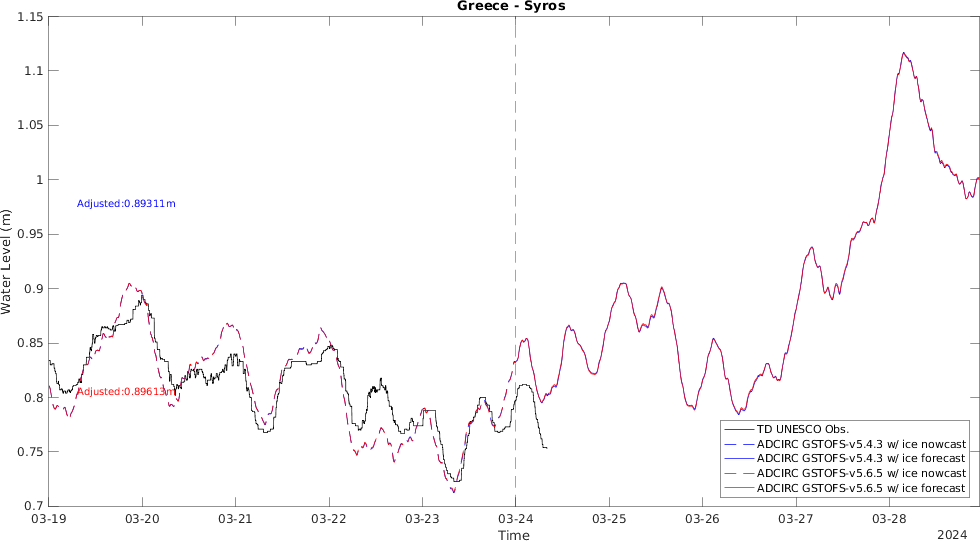 Greece - Syros
1.15
1.1
1.05
1
0.95
0.9
0.85
0.8
0.75
0.7
Water Level (m)
Adjusted:0.89311m
Adjusted:0.89613m
TD UNESCO Obs.
ADCIRC GSTOFS-v5.4.3 w/ ice nowcast
ADCIRC GSTOFS-v5.4.3 w/ ice forecast
ADCIRC GSTOFS-v5.6.5 w/ ice nowcast
ADCIRC GSTOFS-v5.6.5 w/ ice forecast
03-19 03-20 03-21 03-22 03-23 03-24 03-25 03-26 03-27 03-28
Time
2024